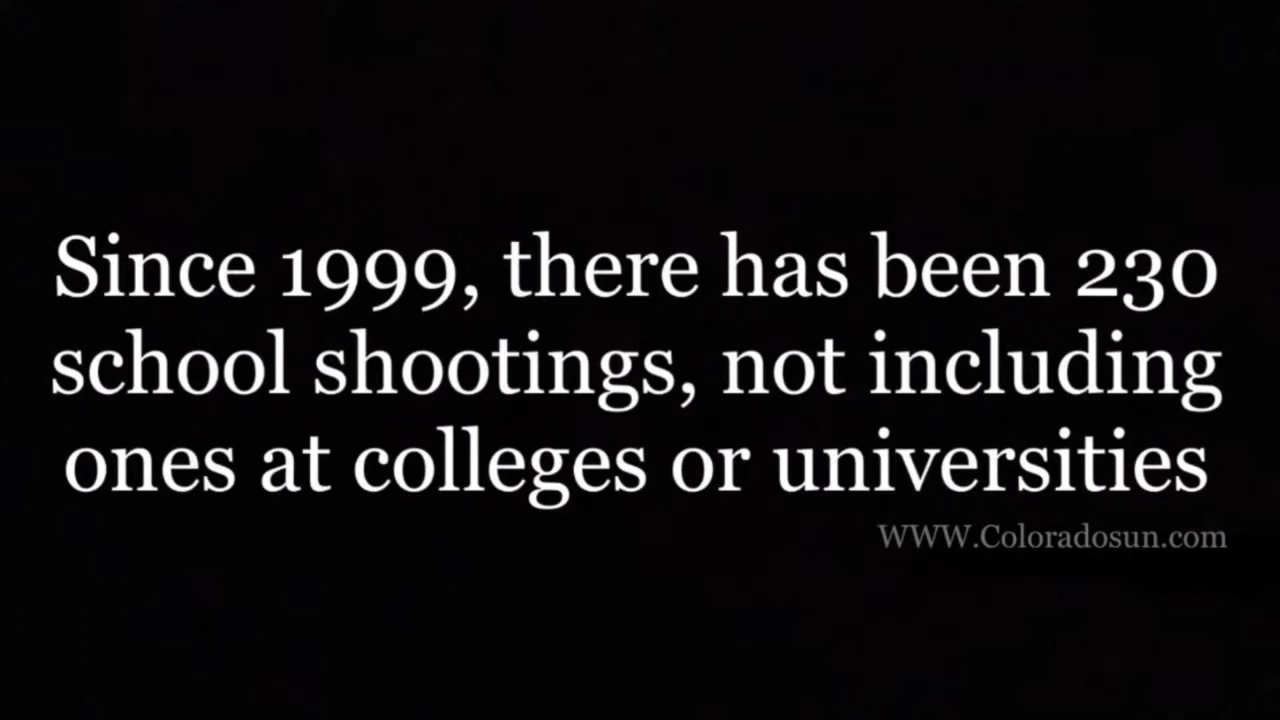 Since 1999, there has been 230
school shootings, not including
ones at colleges or universities
WWW.Coloradosun.com